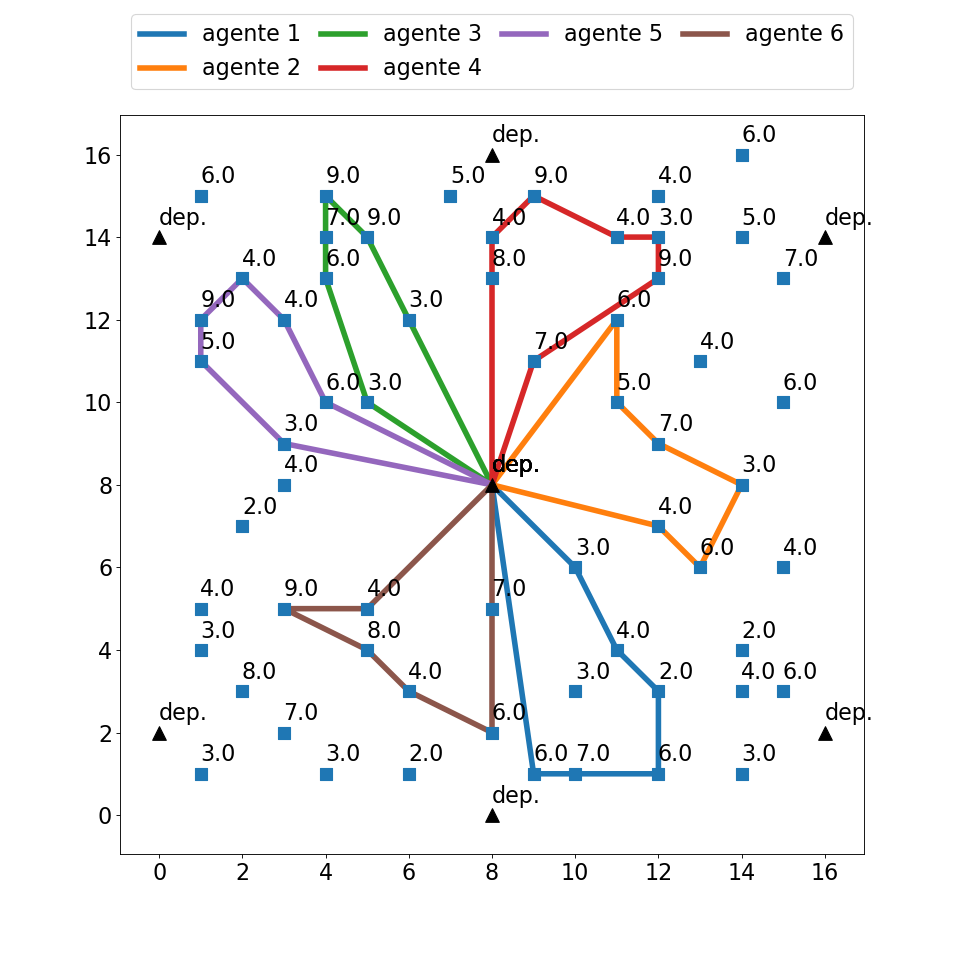 agente 1 agente 3 agente 5 agente 6
agente 2 agente 4
6.0
dep.
16
6.0 9.0 5.0 9.0 4.0
dep. 7.0 9.0 4.0 4.0 3.0 5.0 dep.
14
4.0 6.0 8.0 9.0 7.0
9.0 4.0 3.0 6.0
12
5.0 7.0 4.0
6.0 3.0 5.0 6.0
10
3.0 7.0
4.0 dep. 3.0
8
2.0 4.0
3.0 6.0 4.0
6
4.0 9.0 4.0 7.0
3.0 8.0 4.0 2.0
4
8.0 4.0 3.0 2.0 4.0 6.0
dep. 7.0 6.0 dep.
2
3.0 3.0 2.0 6.0 7.0 6.0 3.0
dep.
0
0 2 4 6 8 10 12 14 16